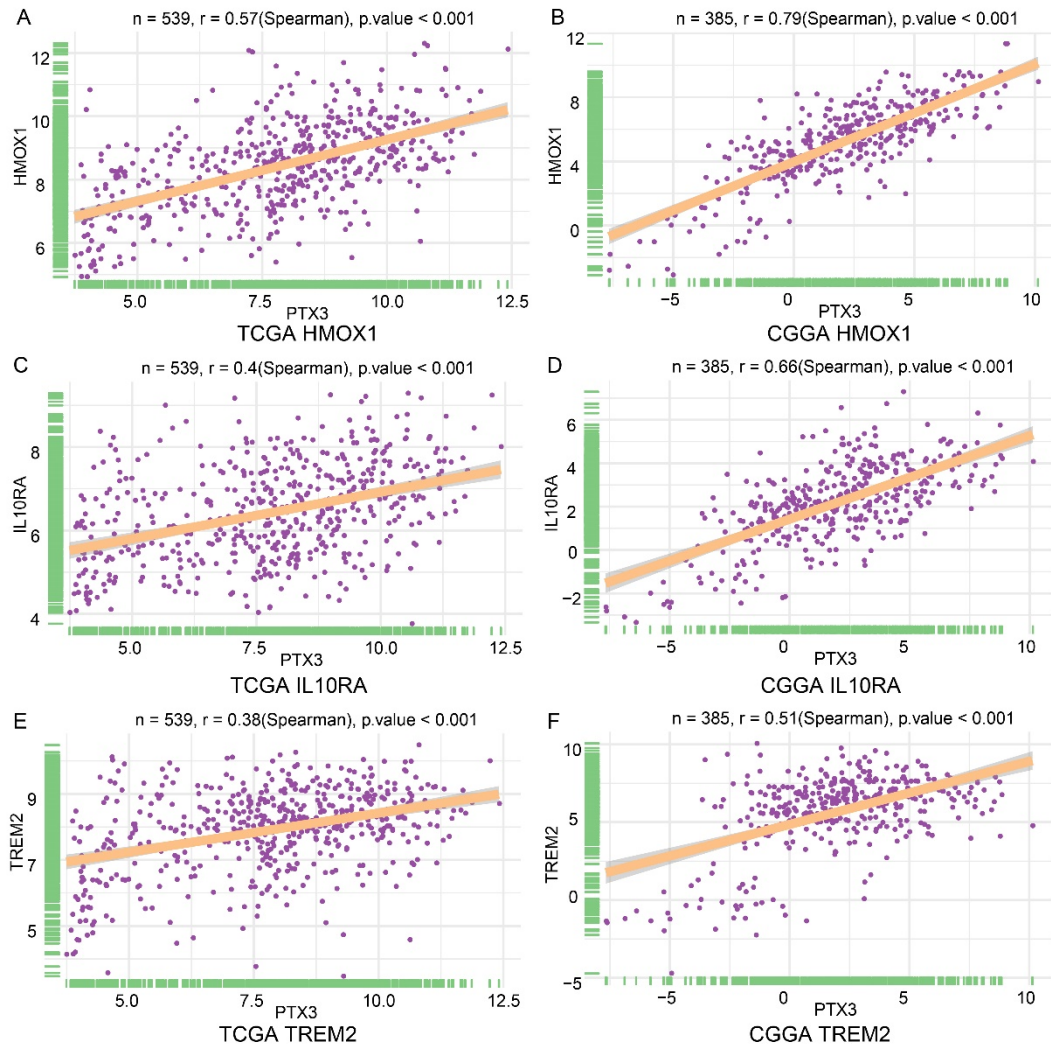 A
n = 539, r = 0.57(Spearman), p.value < 0.001
HMOX1
12
10
8
6
5.0
7.5
10.0
12.5
PTX3
TCGA HMOX1
B
n = 385, r = 0.79(Spearman), p.value < 0.001
HMOX1
12
8
4
0
−5
0
5
10
PTX3
CGGA HMOX1
C
n = 539, r = 0.4(Spearman), p.value < 0.001
IL10RA
8
6
4
5.0
7.5
10.0
12.5
PTX3
TCGA IL10RA
D
n = 385, r = 0.66(Spearman), p.value < 0.001
IL10RA
6
4
2
0
−2
−5
0
5
10
PTX3
CGGA IL10RA
E
n = 539, r = 0.38(Spearman), p.value < 0.001
TREM2
9
7
5
5.0
7.5
10.0
12.5
PTX3
TCGA TREM2
F
n = 385, r = 0.51(Spearman), p.value < 0.001
TREM2
10
5
0
−5
−5
0
5
10
PTX3
CGGA TREM2